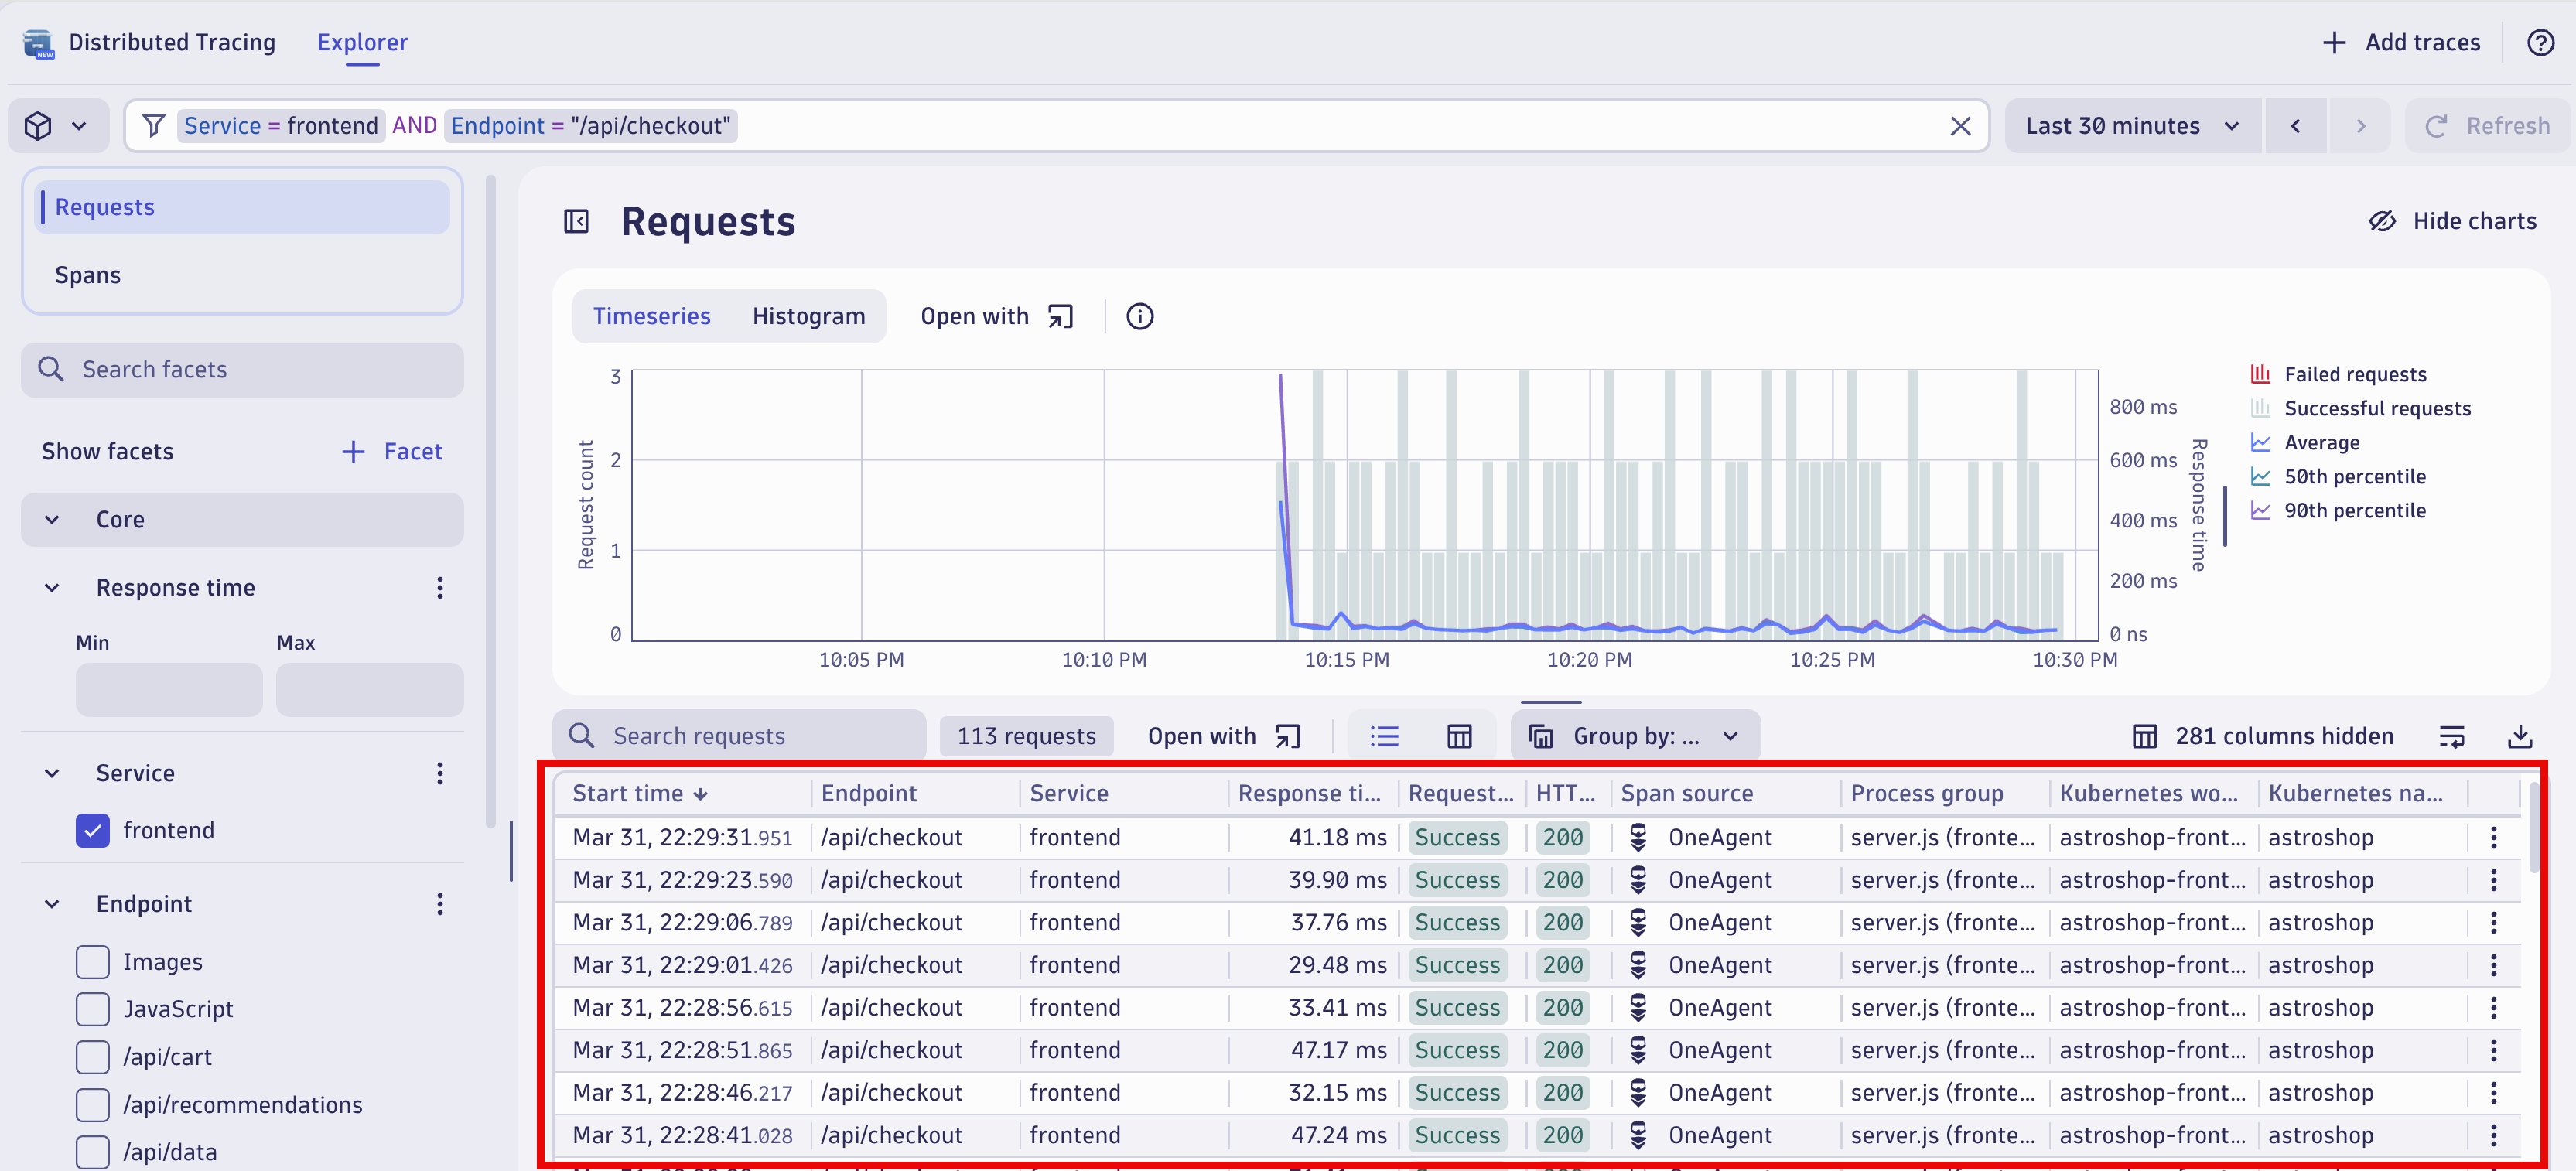 Distributed Tracing Explorer Add traces
NEW
Service = frontend AND Endpoint = "/api/checkout" Last 30 minutes Refresh
Requests
Spans
Search facets
Show facets Facet
Core
Response time
Min Max
Service
frontend
Endpoint
Images
JavaScript
/api/cart
/api/recommendations
/api/data
Requests Hide charts
Timeseries Histogram Open with
Request count
3
2
1
0
10:05 PM 10:10 PM 10:15 PM 10:20 PM 10:25 PM 10:30 PM
800 ms
600 ms
400 ms
200 ms
0 ns
Response time
Failed requests
Successful requests
Average
50th percentile
90th percentile
Search requests 113 requests Open with Group by: ... 281 columns hidden
Start time Endpoint Service Response ti... Request... HTT... Span source Process group Kubernetes wo... Kubernetes na...
Mar 31, 22:29:31.951 /api/checkout frontend 41.18 ms Success 200 OneAgent server.js (fronte... astroshop-front... astroshop
Mar 31, 22:29:23.590 /api/checkout frontend 39.90 ms Success 200 OneAgent server.js (fronte... astroshop-front... astroshop
Mar 31, 22:29:06.789 /api/checkout frontend 37.76 ms Success 200 OneAgent server.js (fronte... astroshop-front... astroshop
Mar 31, 22:29:01.426 /api/checkout frontend 29.48 ms Success 200 OneAgent server.js (fronte... astroshop-front... astroshop
Mar 31, 22:28:56.615 /api/checkout frontend 33.41 ms Success 200 OneAgent server.js (fronte... astroshop-front... astroshop
Mar 31, 22:28:51.865 /api/checkout frontend 47.17 ms Success 200 OneAgent server.js (fronte... astroshop-front... astroshop
Mar 31, 22:28:46.217 /api/checkout frontend 32.15 ms Success 200 OneAgent server.js (fronte... astroshop-front... astroshop
Mar 31, 22:28:41.028 /api/checkout frontend 47.24 ms Success 200 OneAgent server.js (fronte... astroshop-front... astroshop